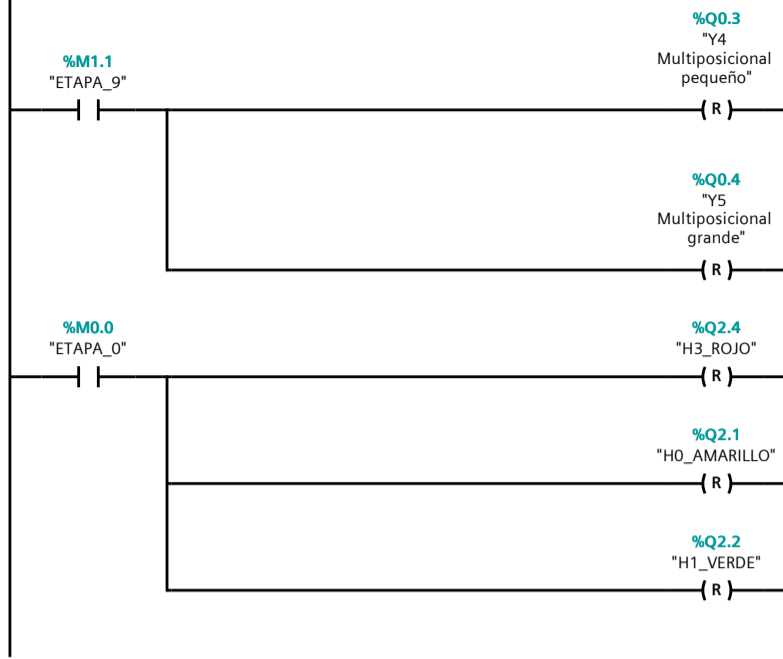 %Q0.3
"Y4
Multiposicional
pequeño"
%M1.1
"ETAPA_9"
( R )
%Q0.4
"Y5
Multiposicional
grande"
( R )
%M0.0
"ETAPA_0"
%Q2.4
"H3_ROJO"
( R )
%Q2.1
"H0_AMARILLO"
( R )
%Q2.2
"H1_VERDE"
( R )